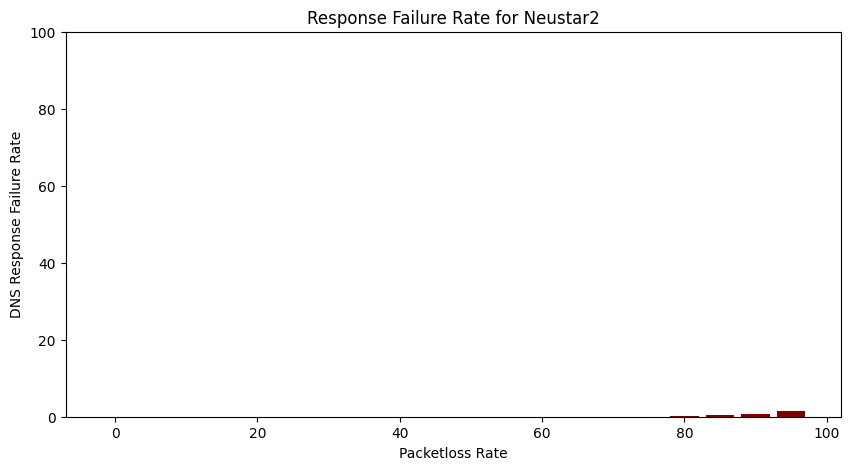 Response Failure Rate for Neustar2
100
80
60
40
20
0
DNS Response Failure Rate
0 20 40 60 80 100
Packetloss Rate